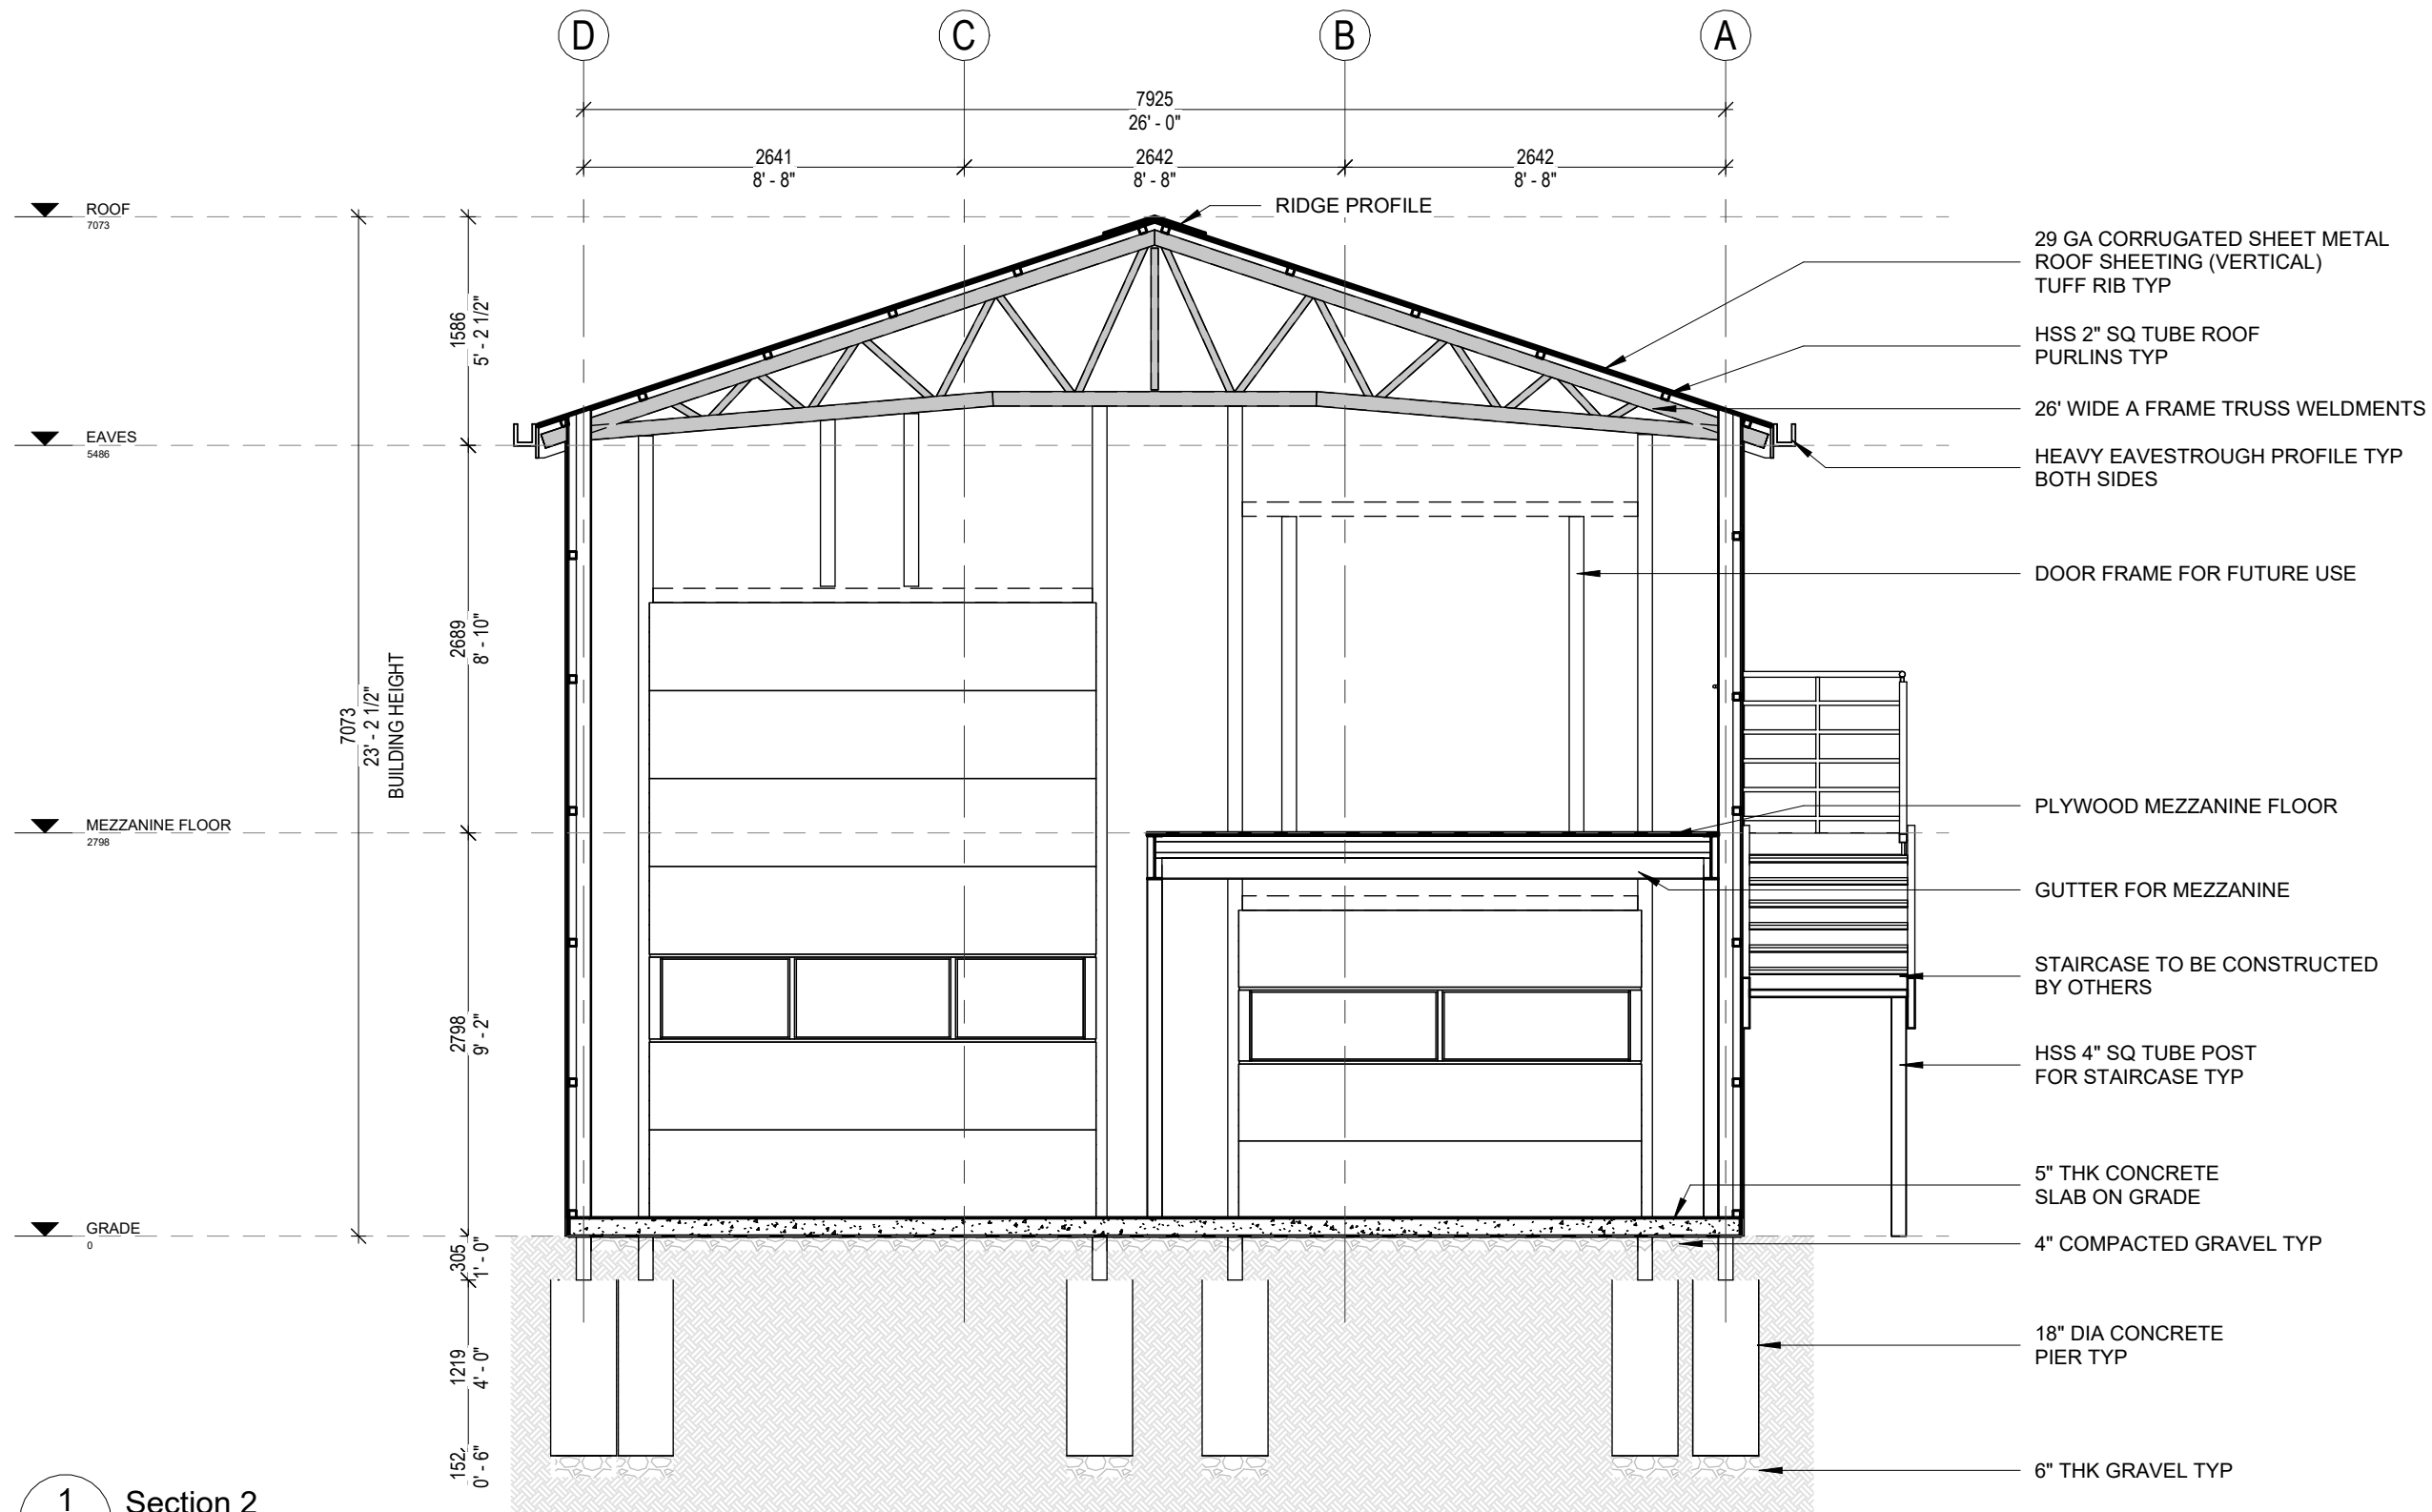 D
C
B
A
7925
26' - 0"
2641
8' - 8"
2642
8' - 8"
2642
8' - 8"
ROOF
7073
EAVES
5486
MEZZANINE FLOOR
2798
GRADE
0
7073
23' - 2 1/2"
BUILDING HEIGHT
1586
5' - 2 1/2"
2689
8' - 10"
2798
9' - 2"
305
1' - 0"
1219
4' - 0"
152
0' - 6"
RIDGE PROFILE
29 GA CORRUGATED SHEET METAL
ROOF SHEETING (VERTICAL)
TUFF RIB TYP
HSS 2" SQ TUBE ROOF
PURLINS TYP
26' WIDE A FRAME TRUSS WELDMENTS
HEAVY EAVESTROUGH PROFILE TYP
BOTH SIDES
DOOR FRAME FOR FUTURE USE
PLYWOOD MEZZANINE FLOOR
GUTTER FOR MEZZANINE
STAIRCASE TO BE CONSTRUCTED
BY OTHERS
HSS 4" SQ TUBE POST
FOR STAIRCASE TYP
5" THK CONCRETE
SLAB ON GRADE
4" COMPACTED GRAVEL TYP
18" DIA CONCRETE
PIER TYP
6" THK GRAVEL TYP
1
Section 2